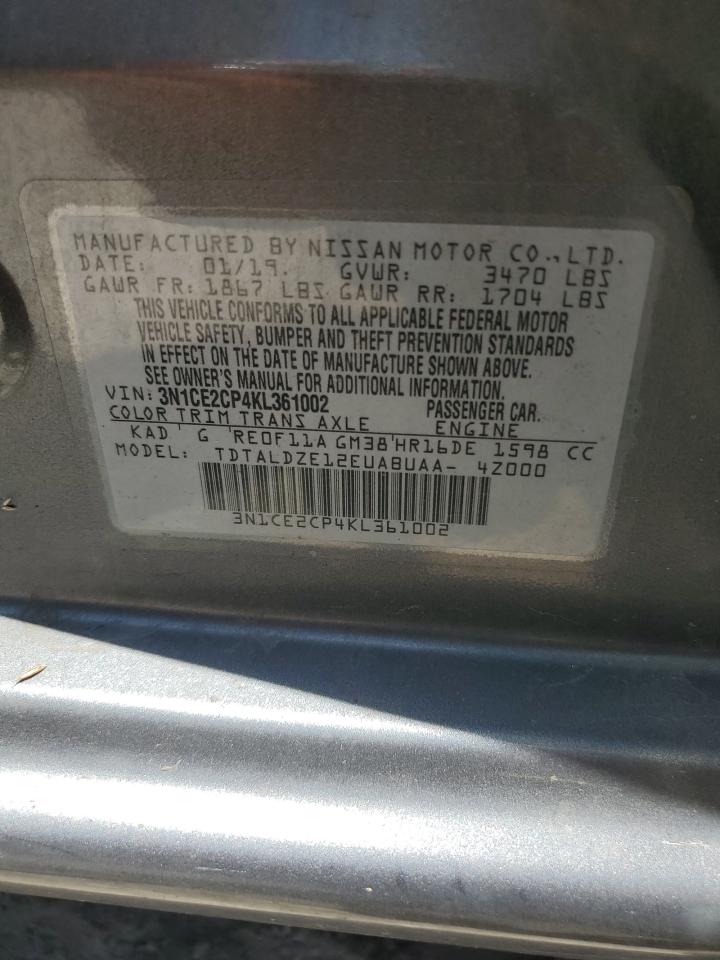 MANUFACTURED BY NISSAN MOTOR CO.,LTD.
DATE: 01/19. GVWR: 3470 LBS
GAWR FR: 1867 LBS GAWR RR: 1704 LBS
THIS VEHICLE CONFORMS TO ALL APPLICABLE FEDERAL MOTOR
VEHICLE SAFETY, BUMPER AND THEFT PREVENTION STANDARDS
IN EFFECT ON THE DATE OF MANUFACTURE SHOWN ABOVE.
SEE OWNER'S MANUAL FOR ADDITIONAL INFORMATION.
VIN: 3N1CE2CP4KL361002 PASSENGER CAR.
COLOR TRIM TRANS AXLE ENGINE
KAD ' G 'RE0F11A GM38'HR16DE 1598 CC
MODEL: TDTALDZE12EUABUAA- 4Z000
3N1CE2CP4KL361002